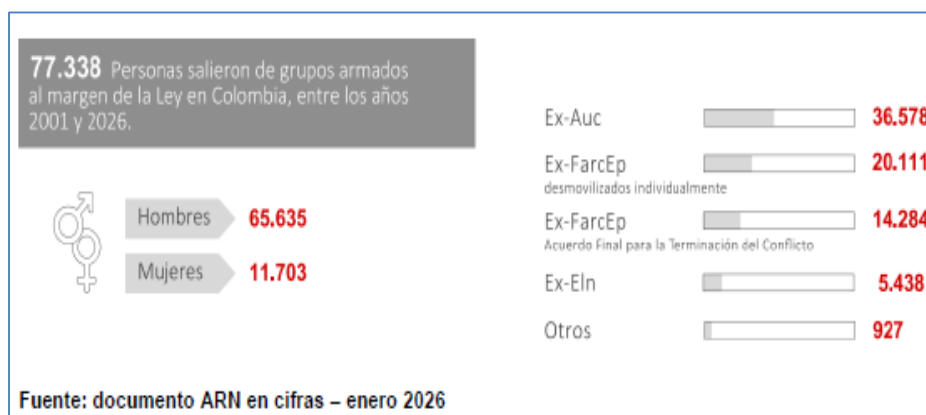 77.338 Personas salieron de grupos armados
al margen de la Ley en Colombia, entre los años
2001 y 2026.
Hombres 65.635
Mujeres 11.703
Ex-Auc 36.578
Ex-FarcEp 20.111
desmovilizados individualmente
Ex-FarcEp 14.284
Acuerdo Final para la Terminación del Conflicto
Ex-Eln 5.438
Otros 927
Fuente: documento ARN en cifras – enero 2026